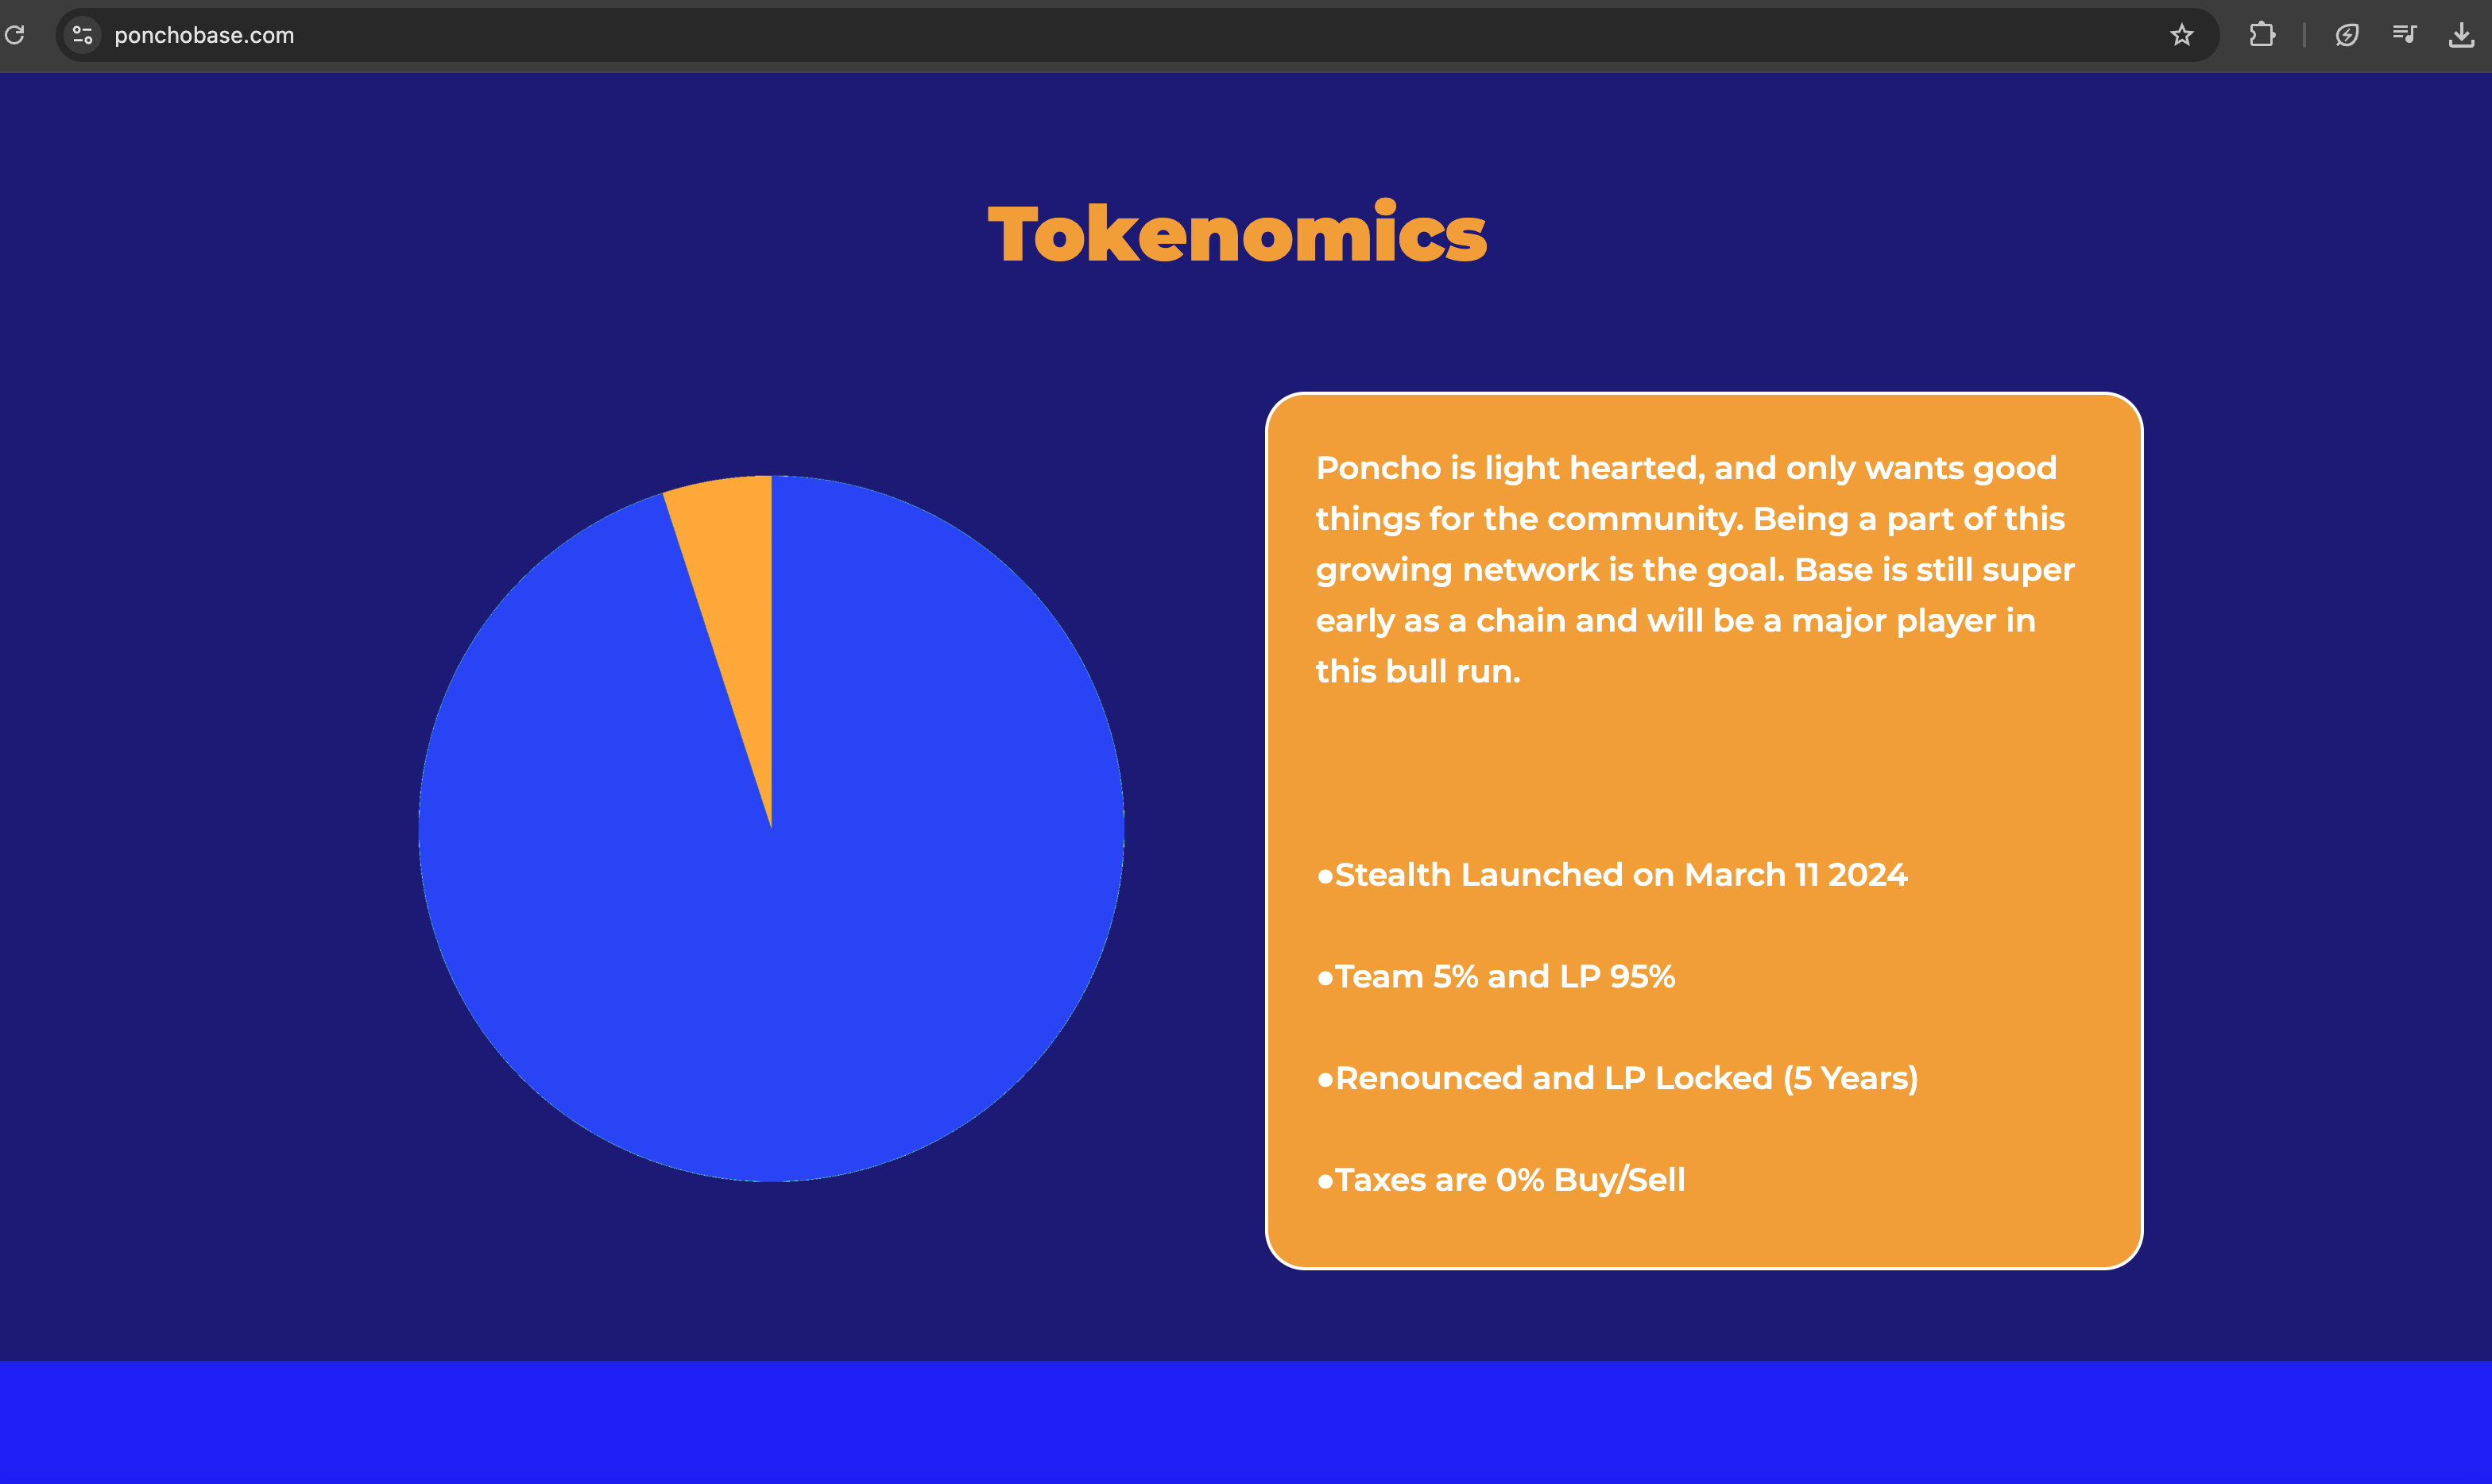 ponchobase.com
Tokenomics
Poncho is light hearted, and only wants good
things for the community. Being a part of this
growing network is the goal. Base is still super
early as a chain and will be a major player in
this bull run.
●Stealth Launched on March 11 2024
●Team 5% and LP 95%
●Renounced and LP Locked (5 Years)
●Taxes are 0% Buy/Sell